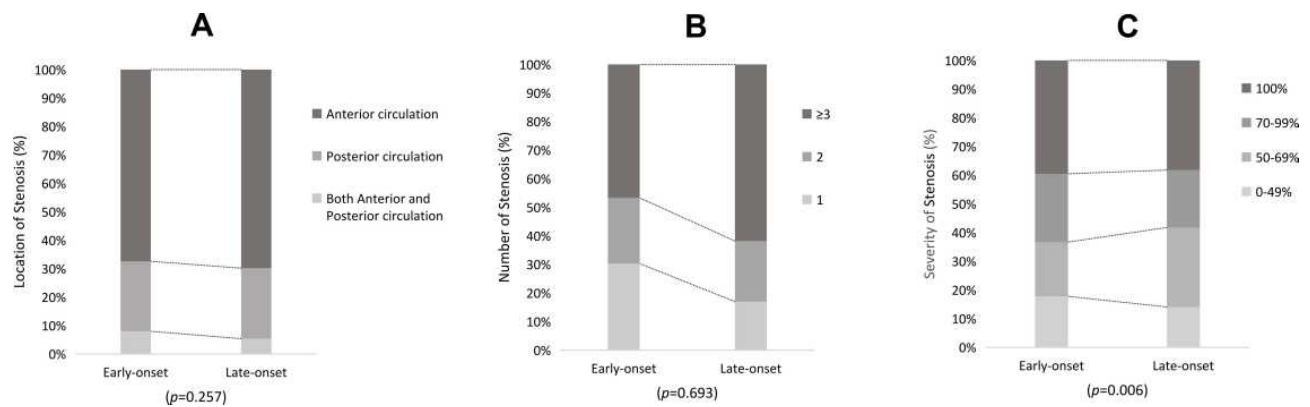 A
Location of Stenosis (%)
100%
90%
80%
70%
60%
50%
40%
30%
20%
10%
0%
Early-onset Late-onset
(p=0.257)
Anterior circulation
Posterior circulation
Both Anterior and
Posterior circulation
B
Number of Stenosis (%)
100%
90%
80%
70%
60%
50%
40%
30%
20%
10%
0%
Early-onset Late-onset
(p=0.693)
≥3
2
1
C
Severity of Stenosis (%)
100%
90%
80%
70%
60%
50%
40%
30%
20%
10%
0%
Early-onset Late-onset
(p=0.006)
100%
70-99%
50-69%
0-49%